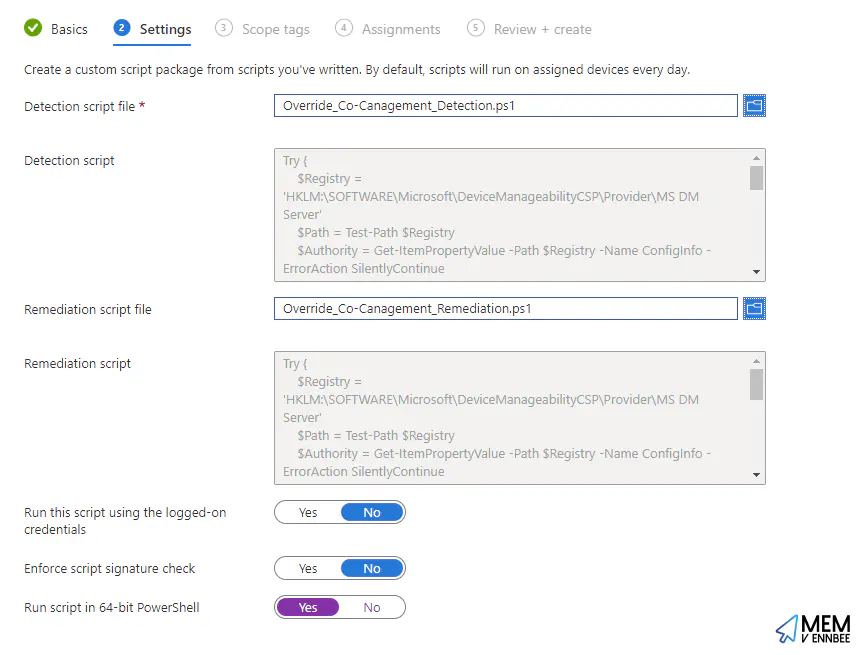 Basics 2 Settings 3 Scope tags 4 Assignments 5 Review + create
Create a custom script package from scripts you've written. By default, scripts will run on assigned devices every day.
Detection script file * Override_Co-Canagement_Detection.ps1
Detection script
Try {
$Registry =
'HKLM:\SOFTWARE\Microsoft\DeviceManageabilityCSP\Provider\MS DM
Server'
$Path = Test-Path $Registry
$Authority = Get-ItemPropertyValue -Path $Registry -Name ConfigInfo -
ErrorAction SilentlyContinue
Remediation script file Override_Co-Canagement_Remediation.ps1
Remediation script
Try {
$Registry =
'HKLM:\SOFTWARE\Microsoft\DeviceManageabilityCSP\Provider\MS DM
Server'
$Path = Test-Path $Registry
$Authority = Get-ItemPropertyValue -Path $Registry -Name ConfigInfo -
ErrorAction SilentlyContinue
Run this script using the logged-on
credentials
Yes No
Enforce script signature check Yes No
Run script in 64-bit PowerShell Yes No
MEM
V ENNBEE